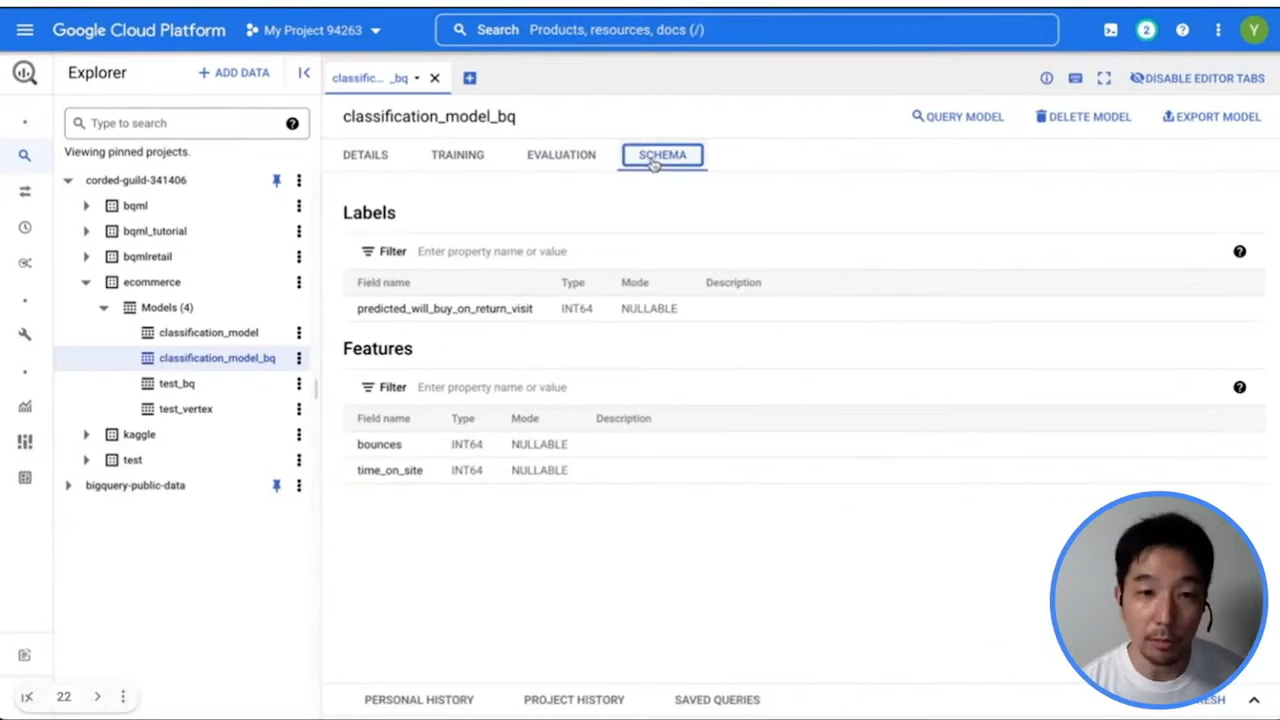 Google Cloud Platform My Project 94263 Search Products, resources, docs (/) 2 Y
Explorer + ADD DATA classific... _bq DISABLE EDITOR TABS
Type to search
Viewing pinned projects.
corded-guild-341406
bqml
bqml_tutorial
bqmlretail
ecommerce
Models (4)
classification_model
classification_model_bq
test_bq
test_vertex
kaggle
test
bigquery-public-data
classification_model_bq QUERY MODEL DELETE MODEL EXPORT MODEL
DETAILS TRAINING EVALUATION SCHEMA
Labels
Filter Enter property name or value
Field name Type Mode Description
predicted_will_buy_on_return_visit INT64 NULLABLE
Features
Filter Enter property name or value
Field name Type Mode Description
bounces INT64 NULLABLE
time_on_site INT64 NULLABLE
22
PERSONAL HISTORY PROJECT HISTORY SAVED QUERIES